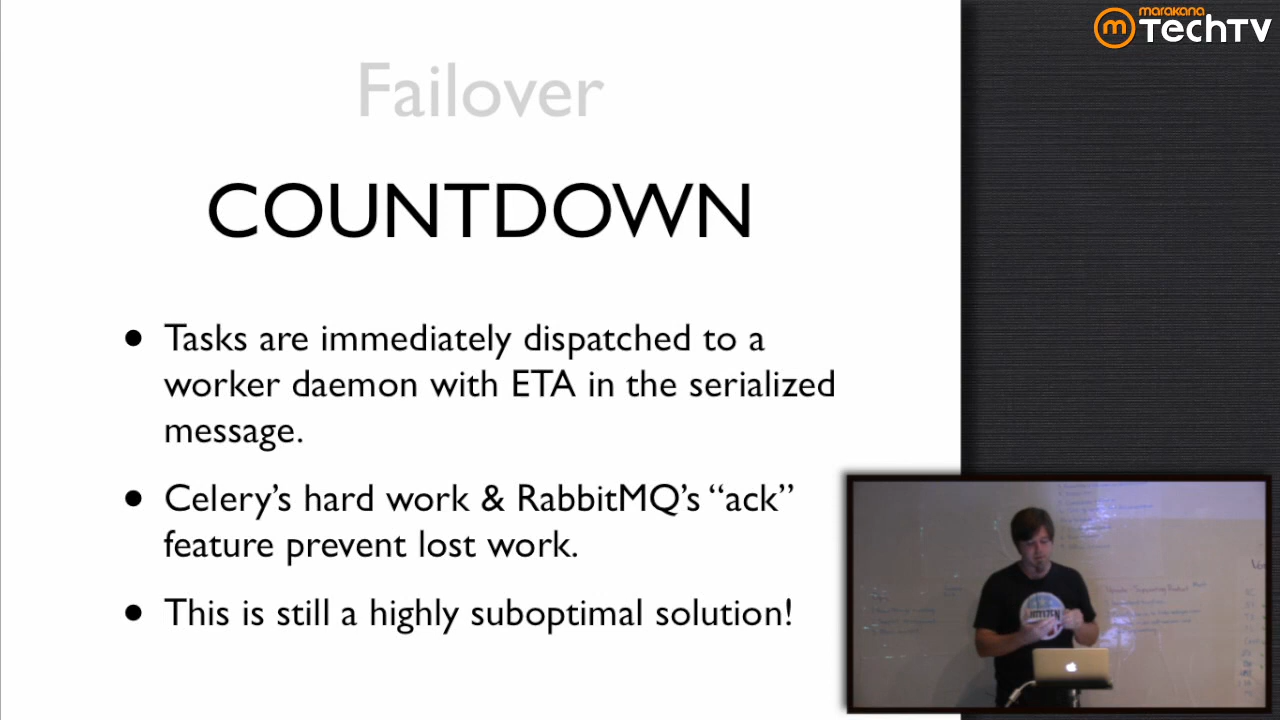 marakana
TechTV
Failover
COUNTDOWN
• Tasks are immediately dispatched to a
worker daemon with ETA in the serialized
message.
• Celery’s hard work & RabbitMQ’s “ack”
feature prevent lost work.
• This is still a highly suboptimal solution!